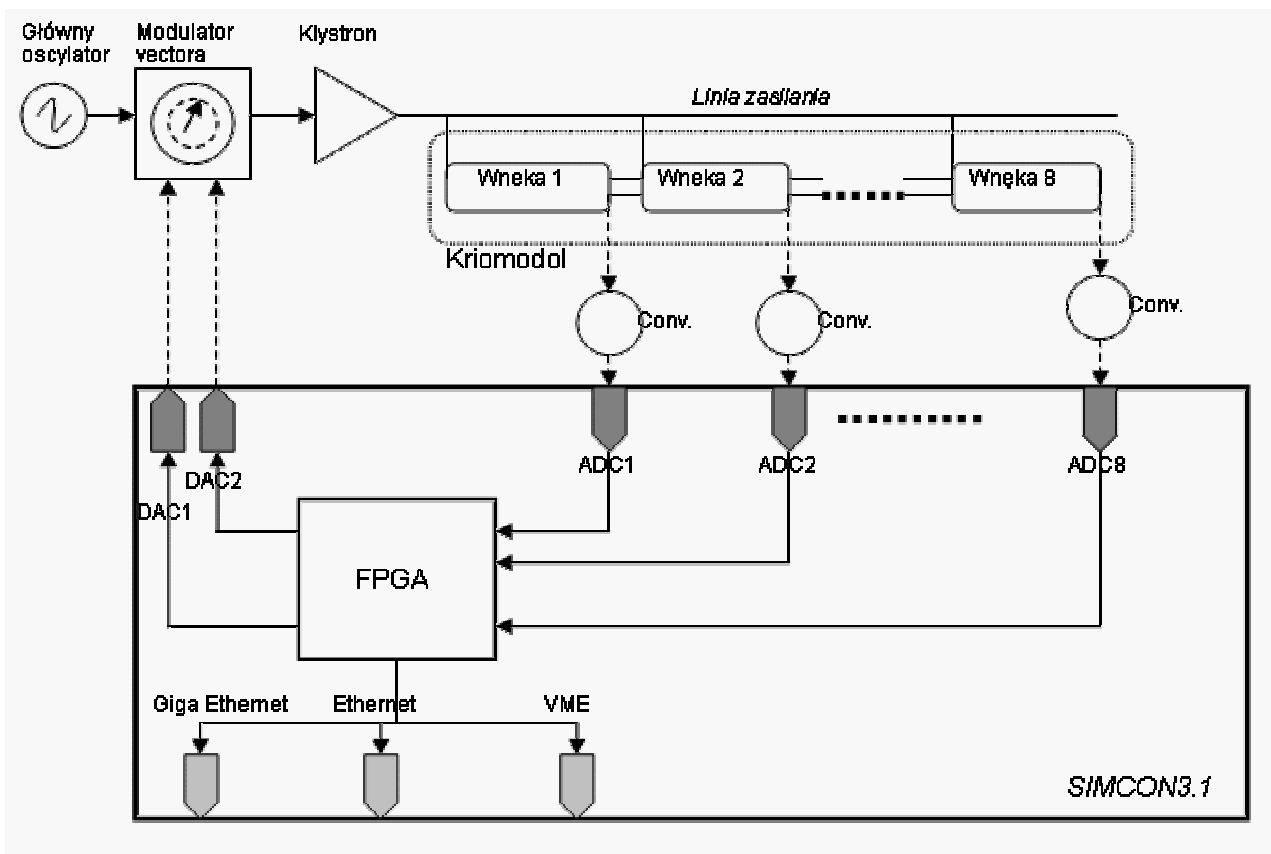 Główny
oscylator
Modulator
vectora
Klystron
Linia zasilania
Wneka 1
Wneka 2
Wnęka 8
Kriomodol
Conv.
Conv.
Conv.
ADC1
ADC2
ADC8
DAC2
DAC1
FPGA
Giga Ethernet
Ethernet
VME
SIMCON3.1